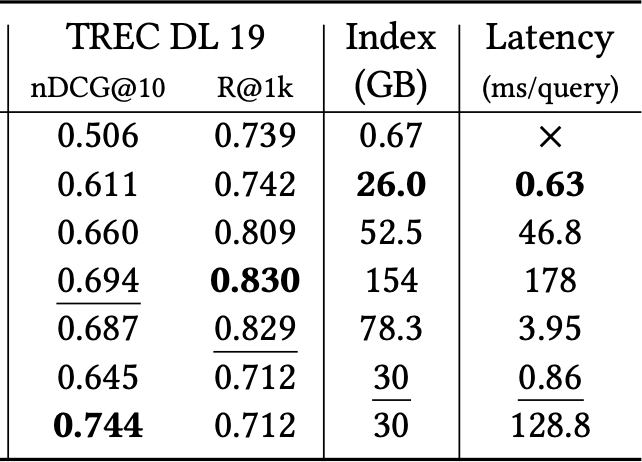 TREC DL 19 Index Latency
nDCG@10 R@1k (GB) (ms/query)
0.506 0.739 0.67 ×
0.611 0.742 26.0 0.63
0.660 0.809 52.5 46.8
0.694 0.830 154 178
0.687 0.829 78.3 3.95
0.645 0.712 30 0.86
0.744 0.712 30 128.8